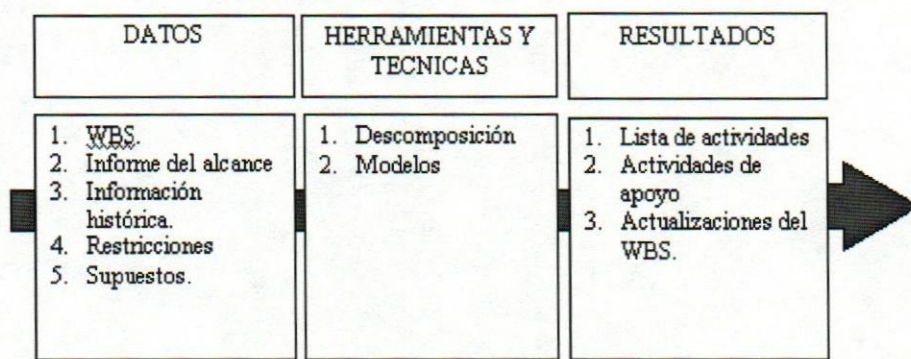 DATOS
HERRAMIENTAS Y
TECNICAS
RESULTADOS
1. WBS.
2. Informe del alcance
3. Información
histórica.
4. Restricciones
5. Supuestos.
1. Descomposición
2. Modelos
1. Lista de actividades
2. Actividades de
apoyo
3. Actualizaciones del
WBS.